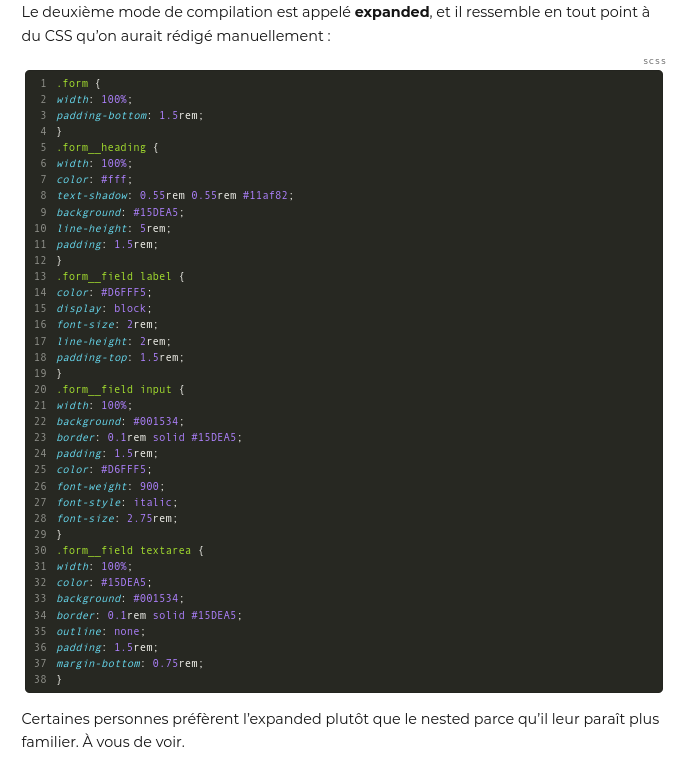 Le deuxième mode de compilation est appelé expanded, et il ressemble en tout point à
du CSS qu’on aurait rédigé manuellement :
scss
1 .form {
2 width: 100%;
3 padding-bottom: 1.5rem;
4 }
5 .form__heading {
6 width: 100%;
7 color: #fff;
8 text-shadow: 0.55rem 0.55rem #11af82;
9 background: #15DEA5;
10 line-height: 5rem;
11 padding: 1.5rem;
12 }
13 .form__field label {
14 color: #D6FFF5;
15 display: block;
16 font-size: 2rem;
17 line-height: 2rem;
18 padding-top: 1.5rem;
19 }
20 .form__field input {
21 width: 100%;
22 background: #001534;
23 border: 0.1rem solid #15DEA5;
24 padding: 1.5rem;
25 color: #D6FFF5;
26 font-weight: 900;
27 font-style: italic;
28 font-size: 2.75rem;
29 }
30 .form__field textarea {
31 width: 100%;
32 color: #15DEA5;
33 background: #001534;
34 border: 0.1rem solid #15DEA5;
35 outline: none;
36 padding: 1.5rem;
37 margin-bottom: 0.75rem;
38 }
Certaines personnes préfèrent l’expanded plutôt que le nested parce qu’il leur paraît plus
familier. À vous de voir.